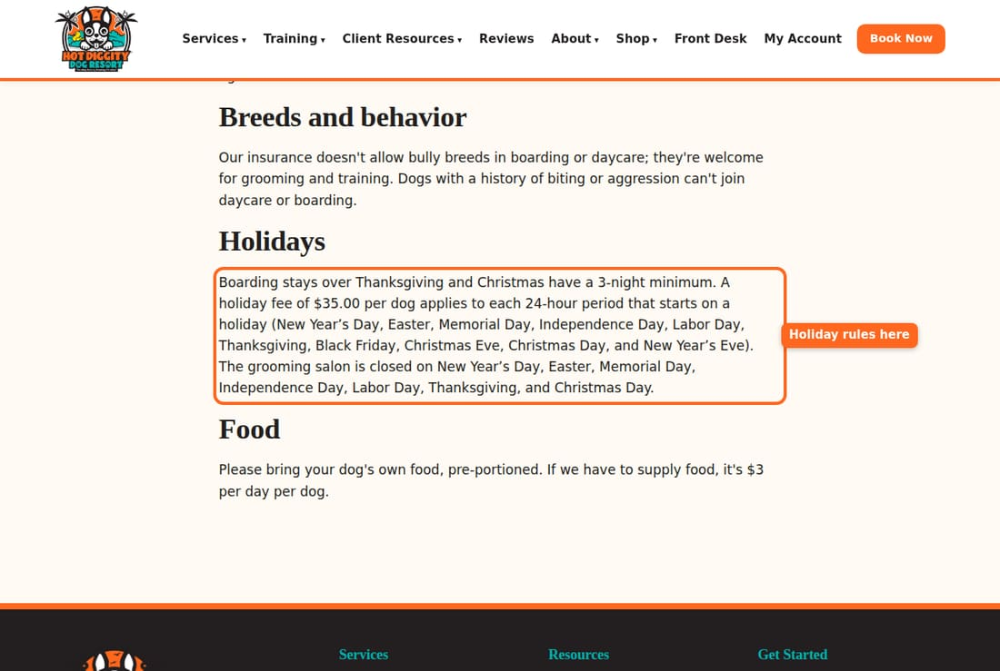 HOT DIGGITY
DOG RESORT
Services ▾
Training ▾
Client Resources ▾
Reviews
About ▾
Shop ▾
Front Desk
My Account
Book Now
Breeds and behavior
Our insurance doesn't allow bully breeds in boarding or daycare; they're welcome
for grooming and training. Dogs with a history of biting or aggression can't join
daycare or boarding.
Holidays
Boarding stays over Thanksgiving and Christmas have a 3-night minimum. A
holiday fee of $35.00 per dog applies to each 24-hour period that starts on a
holiday (New Year’s Day, Easter, Memorial Day, Independence Day, Labor Day,
Thanksgiving, Black Friday, Christmas Eve, Christmas Day, and New Year’s Eve).
The grooming salon is closed on New Year’s Day, Easter, Memorial Day,
Independence Day, Labor Day, Thanksgiving, and Christmas Day.
Holiday rules here
Food
Please bring your dog's own food, pre-portioned. If we have to supply food, it's $3
per day per dog.
Services
Resources
Get Started